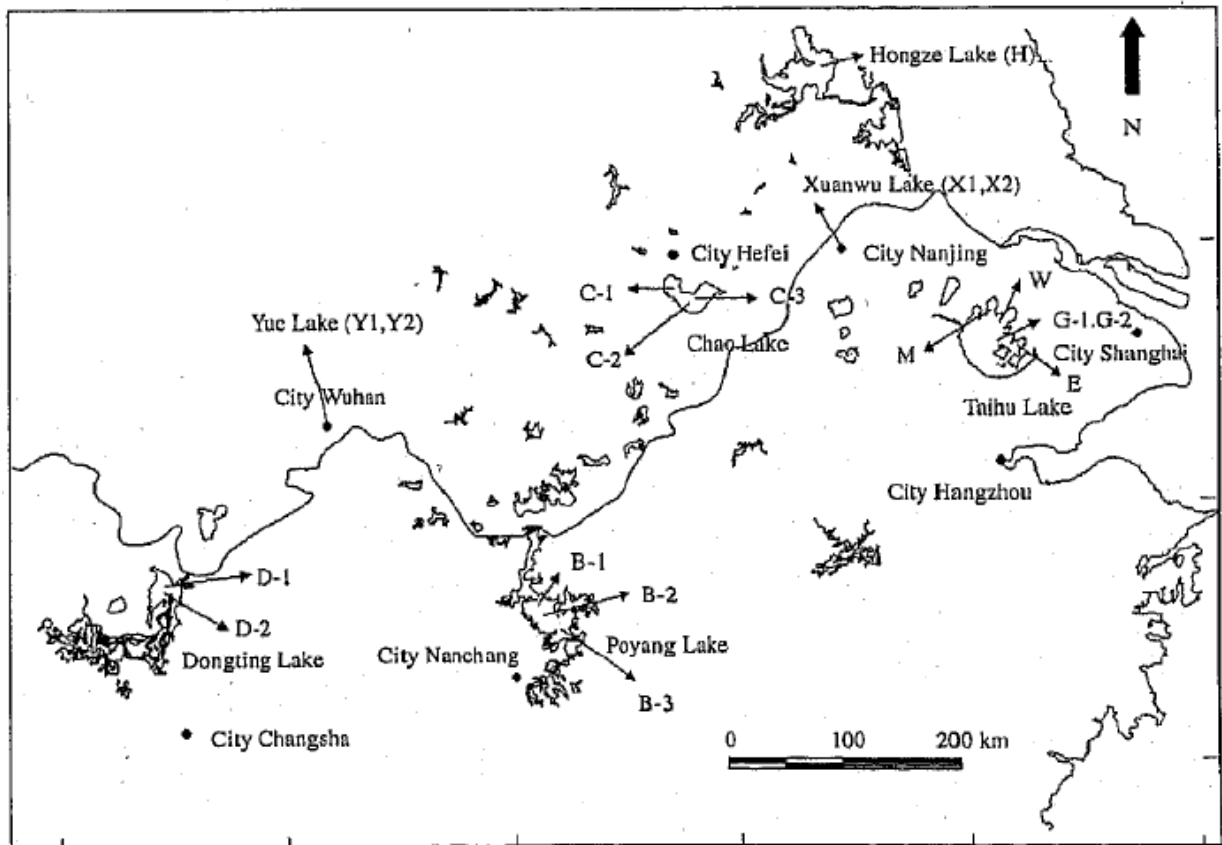 Hongze Lake (H)...
N
Xuanwu Lake (X1,X2)
City Hefei
City Nanjing
C-1
C-3
W
Yue Lake (Y1,Y2)
G-1.G-2
C-2
Chao Lake
M
City Shanghai
E
City Wuhan
Taihu Lake
City Hangzhou
D-1
B-1
B-2
D-2
Dongting Lake
City Nanchang
Poyang Lake
B-3
City Changsha
0 100 200 km